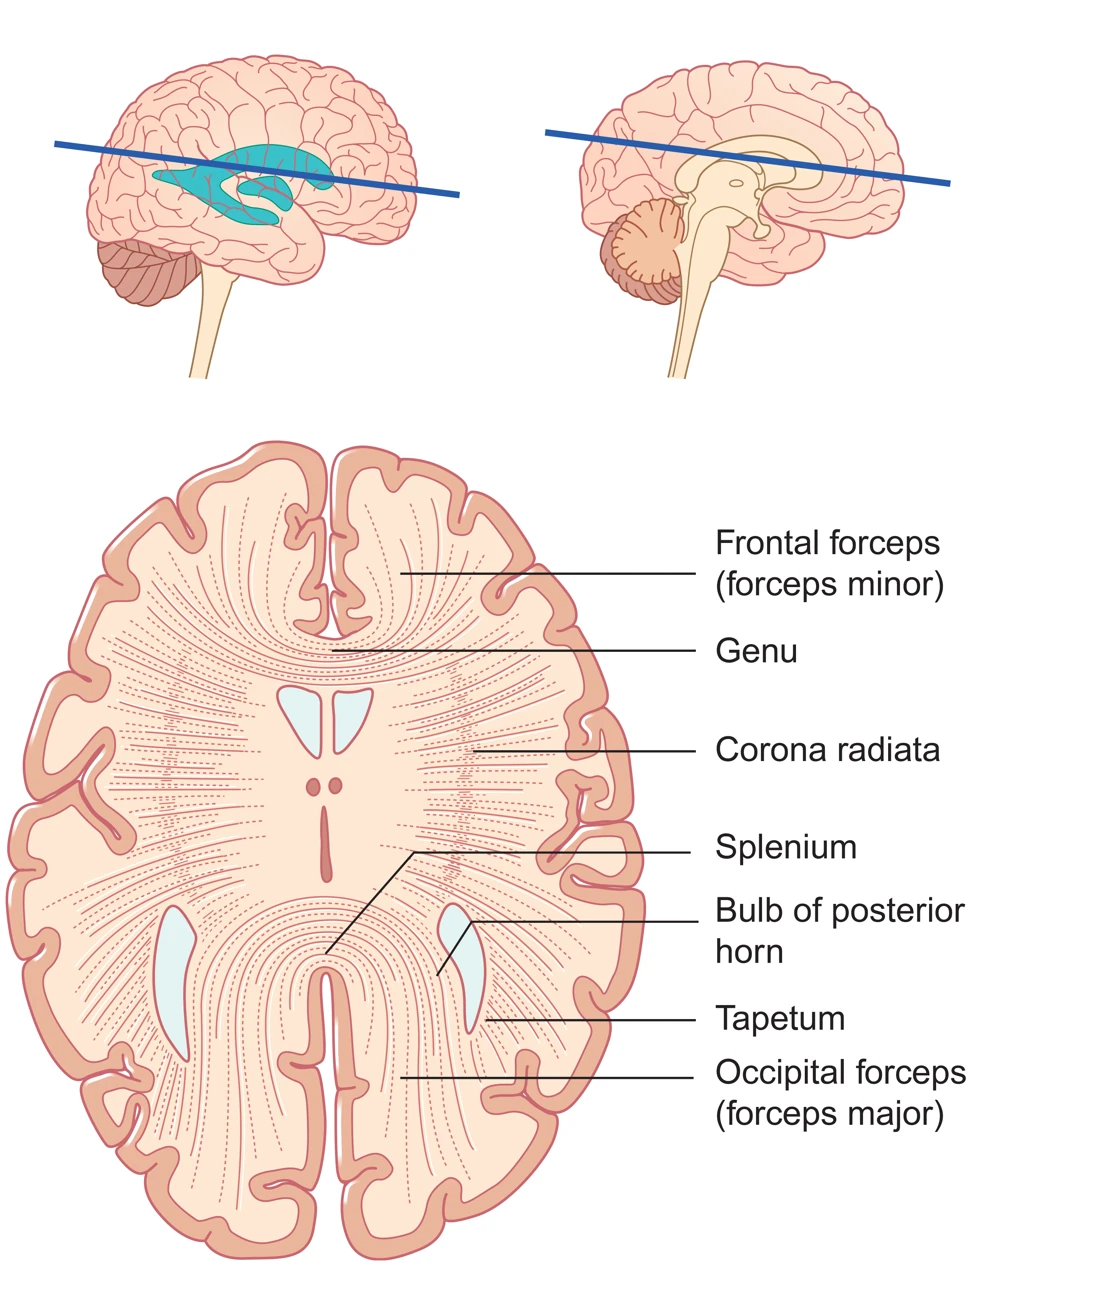 Frontal forceps
(forceps minor)
Genu
Corona radiata
Splenium
Bulb of posterior
horn
Tapetum
Occipital forceps
(forceps major)